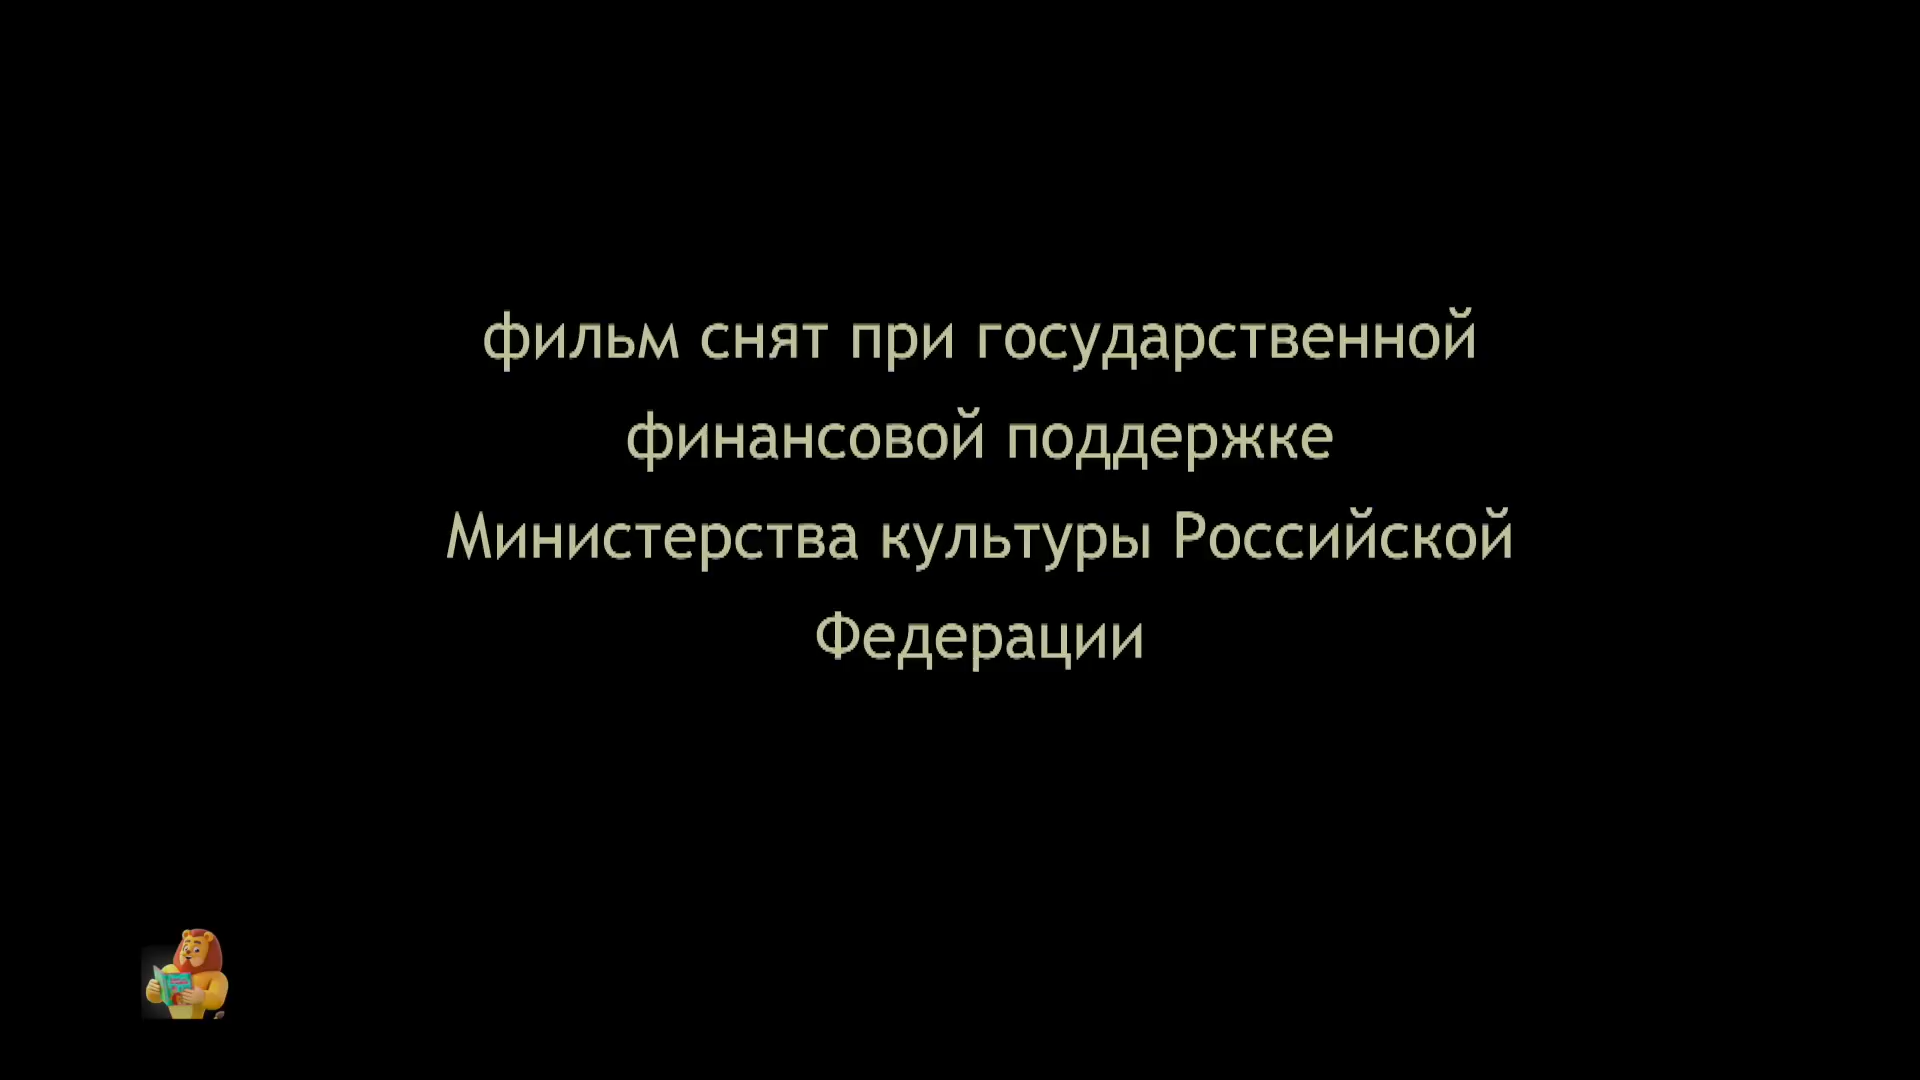 фильм снят при государственной
финансовой поддержке
Министерства культуры Российской
Федерации